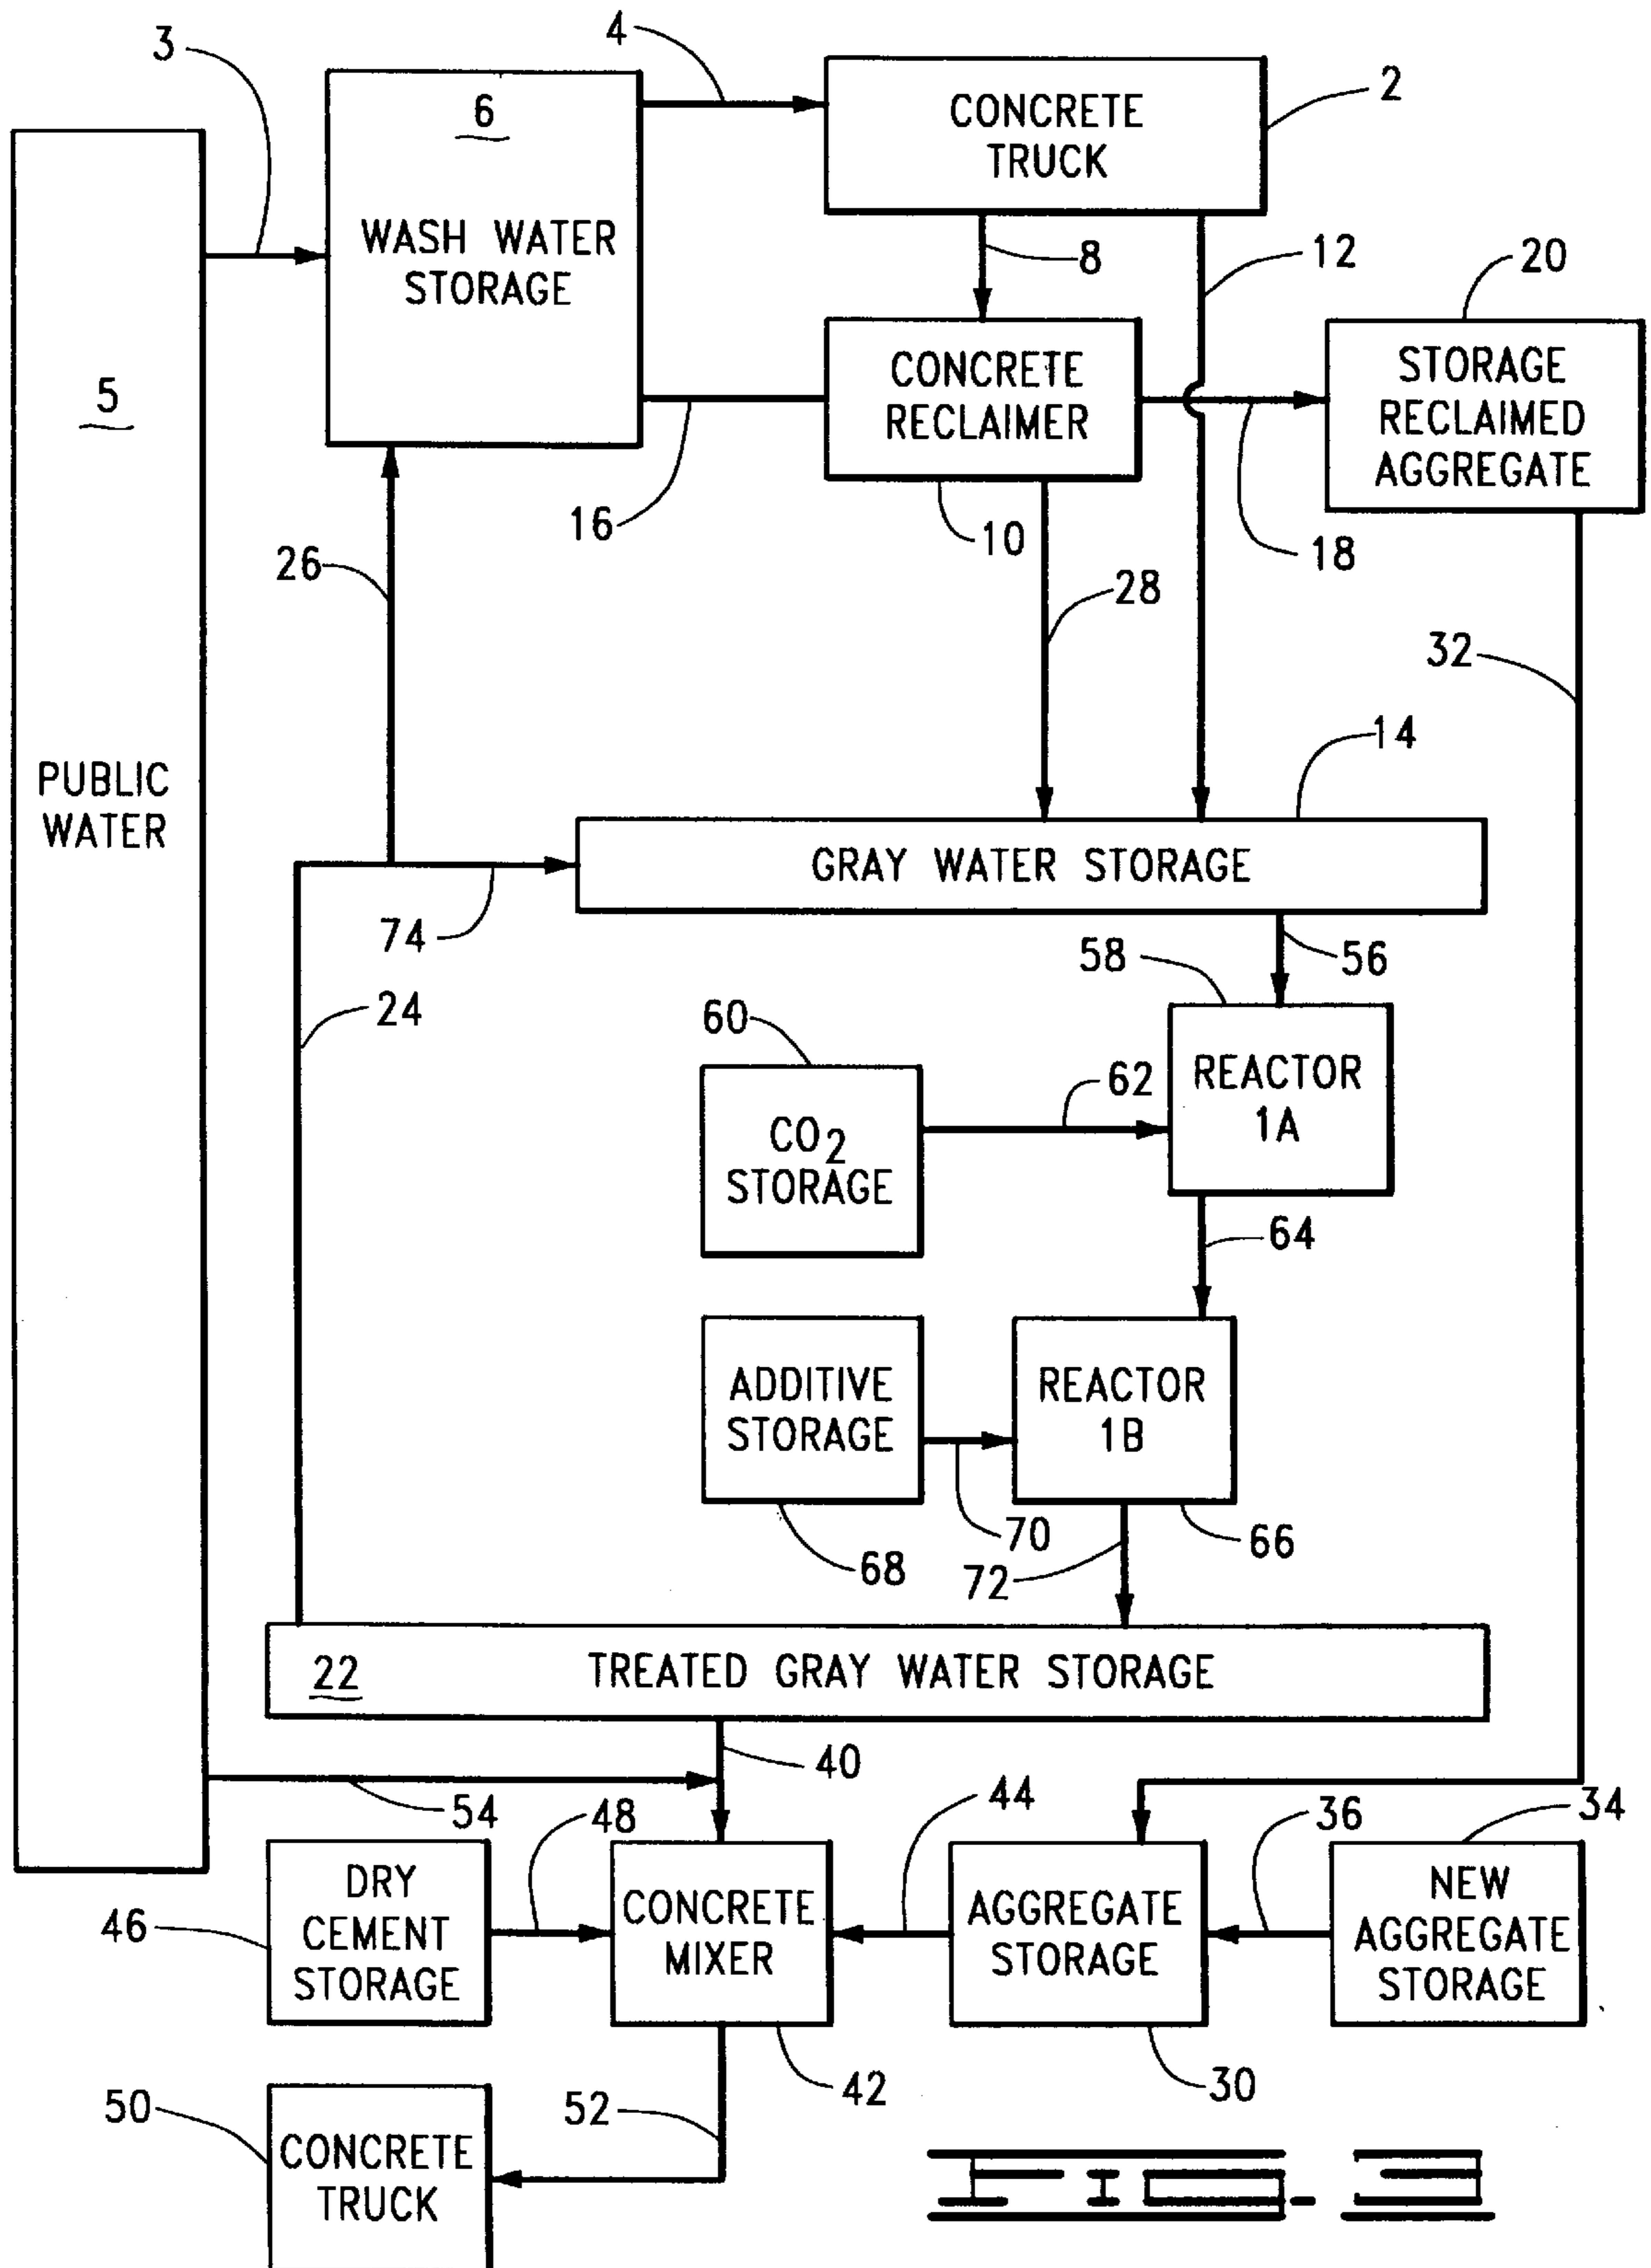 3
4
6
CONCRETE
TRUCK
2
WASH WATER
STORAGE
8
12
20
5
CONCRETE
RECLAIMER
STORAGE
RECLAIMED
AGGREGATE
16
10
18
26
28
32
14
PUBLIC
WATER
GRAY WATER STORAGE
74
56
58
24
60
62
REACTOR
1A
CO2
STORAGE
64
ADDITIVE
STORAGE
REACTOR
1B
70
66
68
72
22
TREATED GRAY WATER STORAGE
40
54
48
44
36
34
DRY
CEMENT
STORAGE
46
CONCRETE
MIXER
AGGREGATE
STORAGE
NEW
AGGREGATE
STORAGE
42
30
50
52
CONCRETE
TRUCK